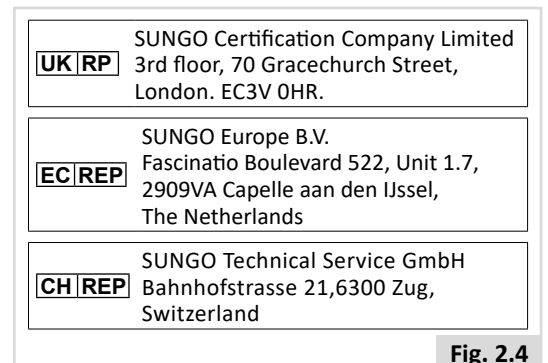 SUNGO Certification Company Limited
UK RP 3rd floor, 70 Gracechurch Street,
London. EC3V 0HR.
SUNGO Europe B.V.
Fascinatio Boulevard 522, Unit 1.7,
EC REP 2909VA Capelle aan den IJssel,
The Netherlands
SUNGO Technical Service GmbH
CH REP Bahnhofstrasse 21,6300 Zug,
Switzerland
Fig. 2.4